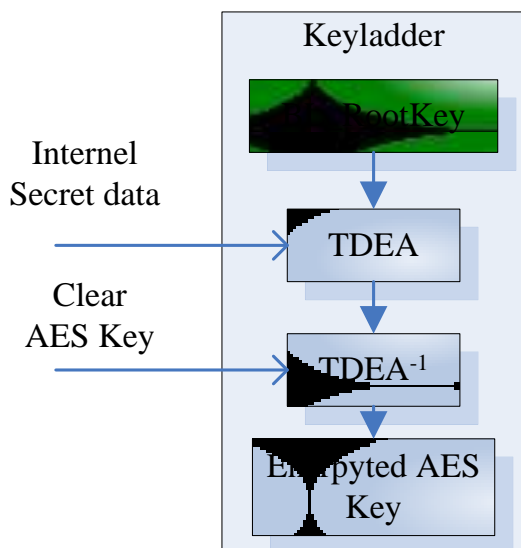 Keyladder
RootKey
Internel
Secret data
TDEA
Clear
AES Key
TDEA-1
AES
Key